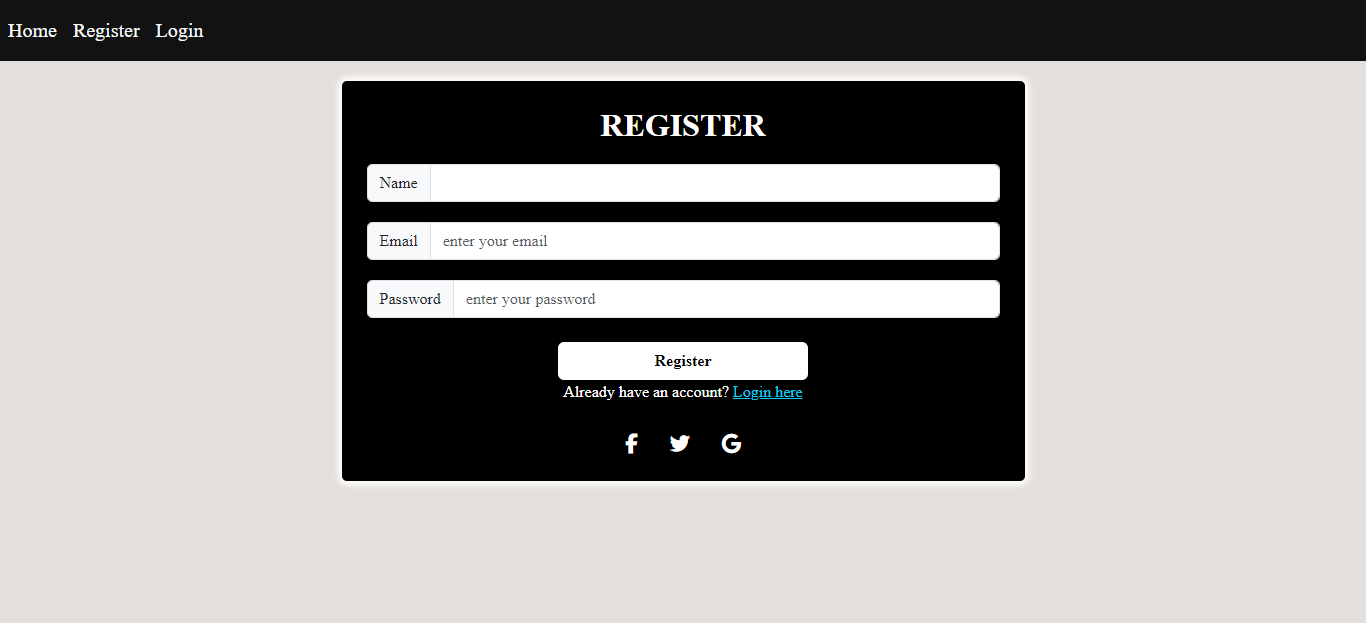 Home Register Login
REGISTER
Name
Email enter your email
Password enter your password
Register
Already have an account? Login here